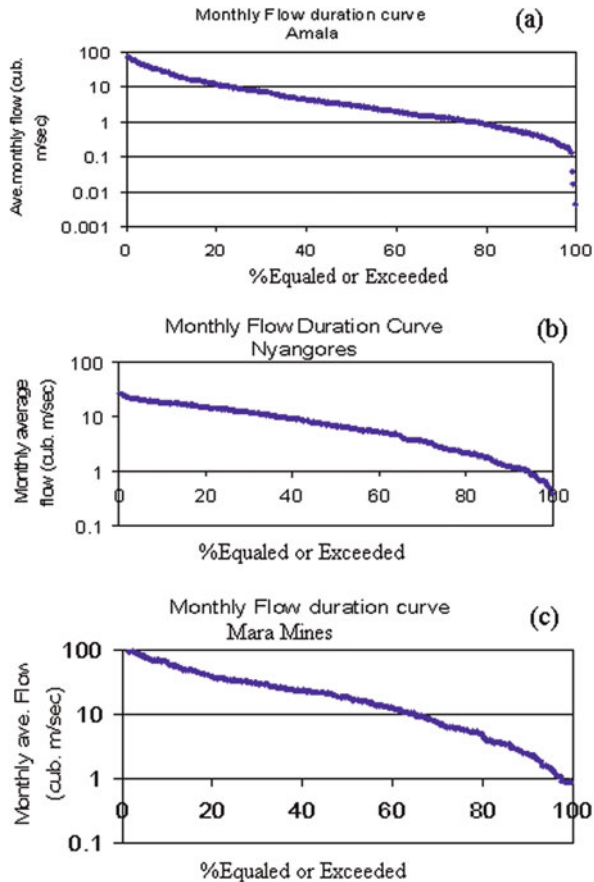 Monthly Flow duration curve
Amala
(a)
Ave.monthly flow (cub.
m/sec)
100
10
1
0.1
0.01
0.001
0 20 40 60 80 100
%Equaled or Exceeded
Monthly Flow Duration Curve
Nyangores
(b)
Monthly average
flow (cub. m/sec)
100
10
1
0.1
0 20 40 60 80 100
%Equaled or Exceeded
Monthly Flow duration curve
Mara Mines
(c)
Monthly ave. Flow
(cub. m/sec)
100
10
1
0.1
0 20 40 60 80 100
%Equaled or Exceeded